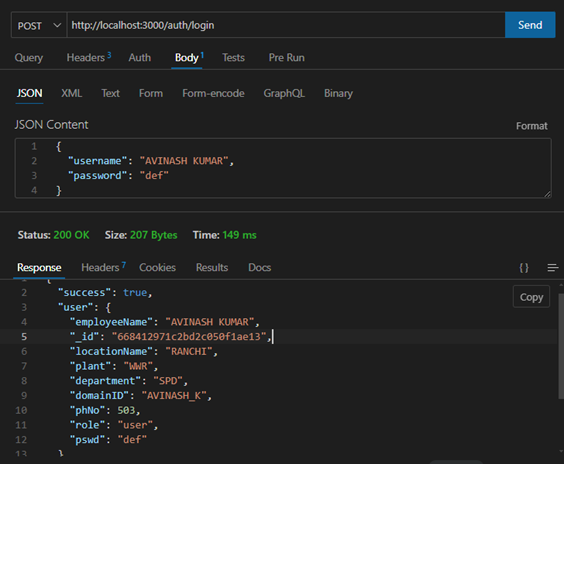 POST http://localhost:3000/auth/login Send
Query Headers 3 Auth Body 1 Tests Pre Run
JSON XML Text Form Form-encode GraphQL Binary
JSON Content Format
1 {
2 "username": "AVINASH KUMAR",
3 "password": "def"
4 }
Status: 200 OK Size: 207 Bytes Time: 149 ms
Response Headers 7 Cookies Results Docs { }
1 {
2 "success": true,
Copy
3 "user": {
4 "employeeName": "AVINASH KUMAR",
5 "_id": "668412971c2bd2c050f1ae13",
6 "locationName": "RANCHI",
7 "plant": "WWR",
8 "department": "SPD",
9 "domainID": "AVINASH_K",
10 "phNo": 503,
11 "role": "user",
12 "pswd": "def"
13 }